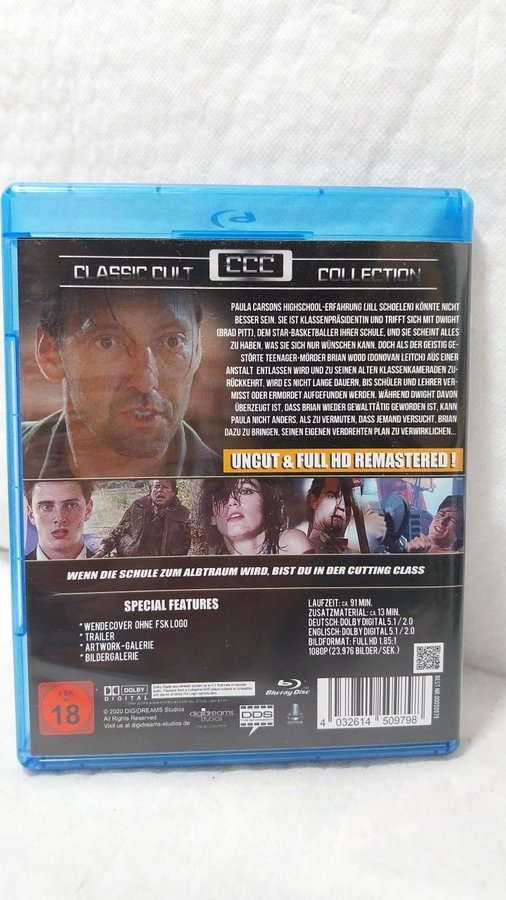 CLASSIC CULT CCC COLLECTION
PAULA CARSONS HIGHSCHOOL-ERFAHRUNG (JILL SCHOELEN) KÖNNTE NICHT
BESSER SEIN. SIE IST KLASSENPRÄSIDENTIN UND TRIFFT SICH MIT DWIGHT
(BRAD PITT), DEM STAR-BASKETBALLER IHRER SCHULE, UND SIE SCHEINT ALLES
ZU HABEN, WAS SIE SICH NUR WÜNSCHEN KANN. DOCH ALS DER GEISTIG GE-
STÖRTE TEENAGER-MÖRDER BRIAN WOOD (DONOVAN LEITCH) AUS EINER
ANSTALT ENTLASSEN WIRD UND ZU SEINEN ALTEN KLASSENKAMERADEN ZU-
RÜCKKEHRT, WIRD ES NICHT LANGE DAUERN, BIS SCHÜLER UND LEHRER VER-
MISST ODER ERMORDET AUFGEFUNDEN WERDEN. WÄHREND DWIGHT DAVON
ÜBERZEUGT IST, DASS BRIAN WIEDER GEWALTTÄTIG GEWORDEN IST, KANN
PAULA NICHT ANDERS, ALS ZU VERMUTEN, DASS JEMAND VERSUCHT, BRIAN
DAZU ZU BRINGEN, SEINEN EIGENEN VERDREHTEN PLAN ZU VERWIRKLICHEN...
UNCUT & FULL HD REMASTERED !
WENN DIE SCHULE ZUM ALBTRAUM WIRD, BIST DU IN DER CUTTING CLASS
SPECIAL FEATURES
* WENDECOVER OHNE FSK LOGO
* TRAILER
* ARTWORK-GALERIE
* BILDERGALERIE
LAUFZEIT: CA. 91 MIN.
ZUSATZMATERIAL: CA. 13 MIN.
DEUTSCH: DOLBY DIGITAL 5.1 / 2.0
ENGLISCH: DOLBY DIGITAL 5.1 / 2.0
BILDFORMAT: FULL HD 1.85:1
1080P (23.976 BILDER / SEK.)
FSK
18
DOLBY
DIGITAL
© 2020 DIGIDREAMS Studios
All Rights Reserved.
Visit us at digidreams-studios.de
digidreams
studios
DDS
Blu-ray Disc
4 032614 509798